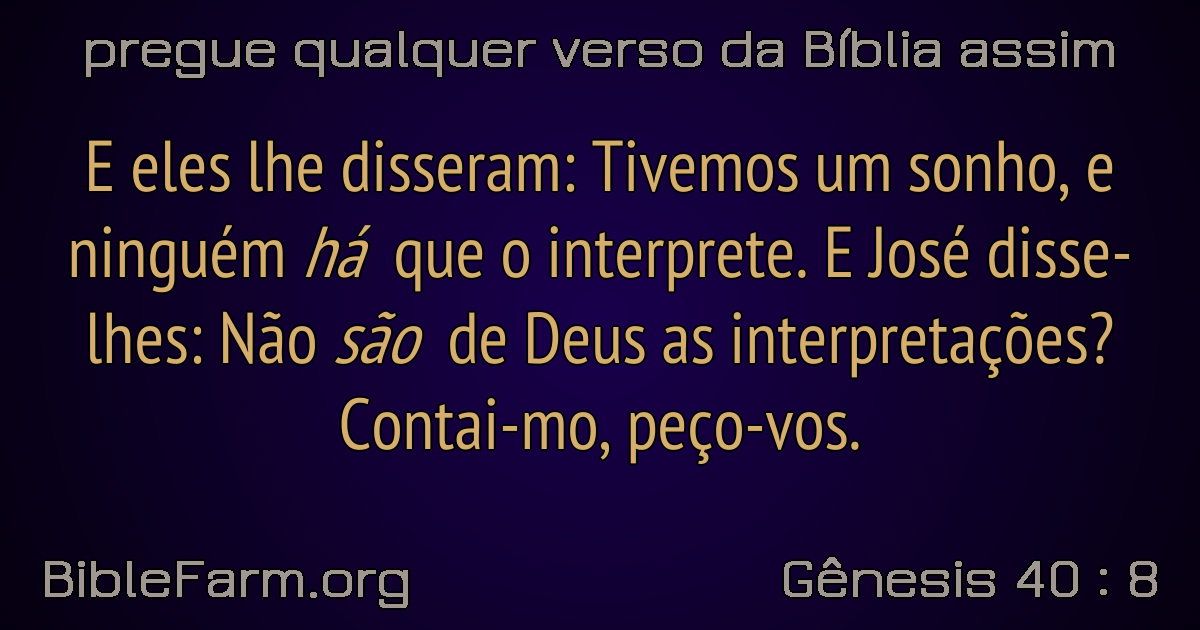 pregue qualquer verso da Bíblia assim
E eles lhe disseram: Tivemos um sonho, e
ninguém há que o interprete. E José disse-
lhes: Não são de Deus as interpretações?
Contai-mo, peço-vos.
BibleFarm.org
Gênesis 40 : 8